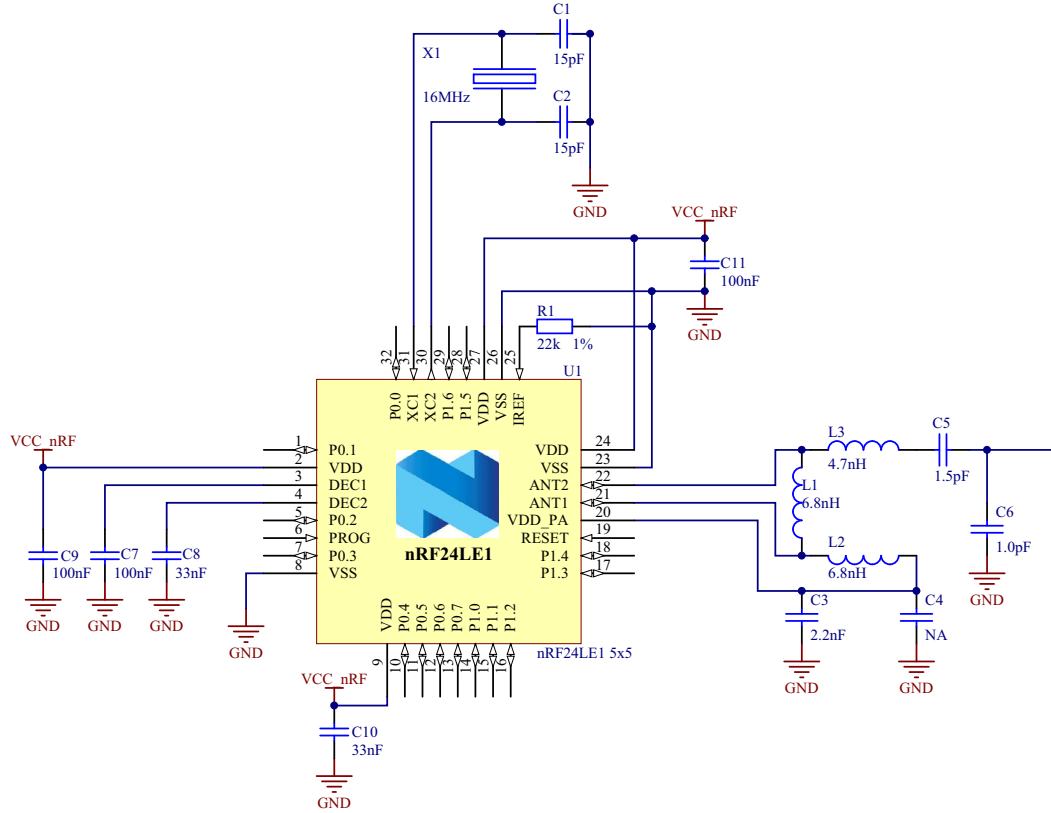 C1
15pF
X1
16MHz
C2
15pF
GND
VCC_nRF
C11
100nF
GND
R1
22k 1%
U1
32
31
30
29
28
27
26
25
P0.0
XC1
XC2
P1.6
P1.5
VDD
VSS
IREF
VCC_nRF
1 P0.1
2 VDD
3 DEC1
4 DEC2
5 P0.2
6 PROG
7 P0.3
8 VSS
VDD 24
VSS 23
ANT2 22
ANT1 21
VDD_PA 20
RESET 19
P1.4 18
P1.3 17
nRF24LE1
C9
100nF
GND
C7
100nF
GND
C8
33nF
GND
GND
L3
4.7nH
C5
1.5pF
L1
6.8nH
L2
6.8nH
C6
1.0pF
GND
C3
2.2nF
GND
C4
NA
GND
VDD
P0.4
P0.5
P0.6
P0.7
P1.0
P1.1
P1.2
9
10
11
12
13
14
15
16
nRF24LE1 5x5
VCC_nRF
C10
33nF
GND